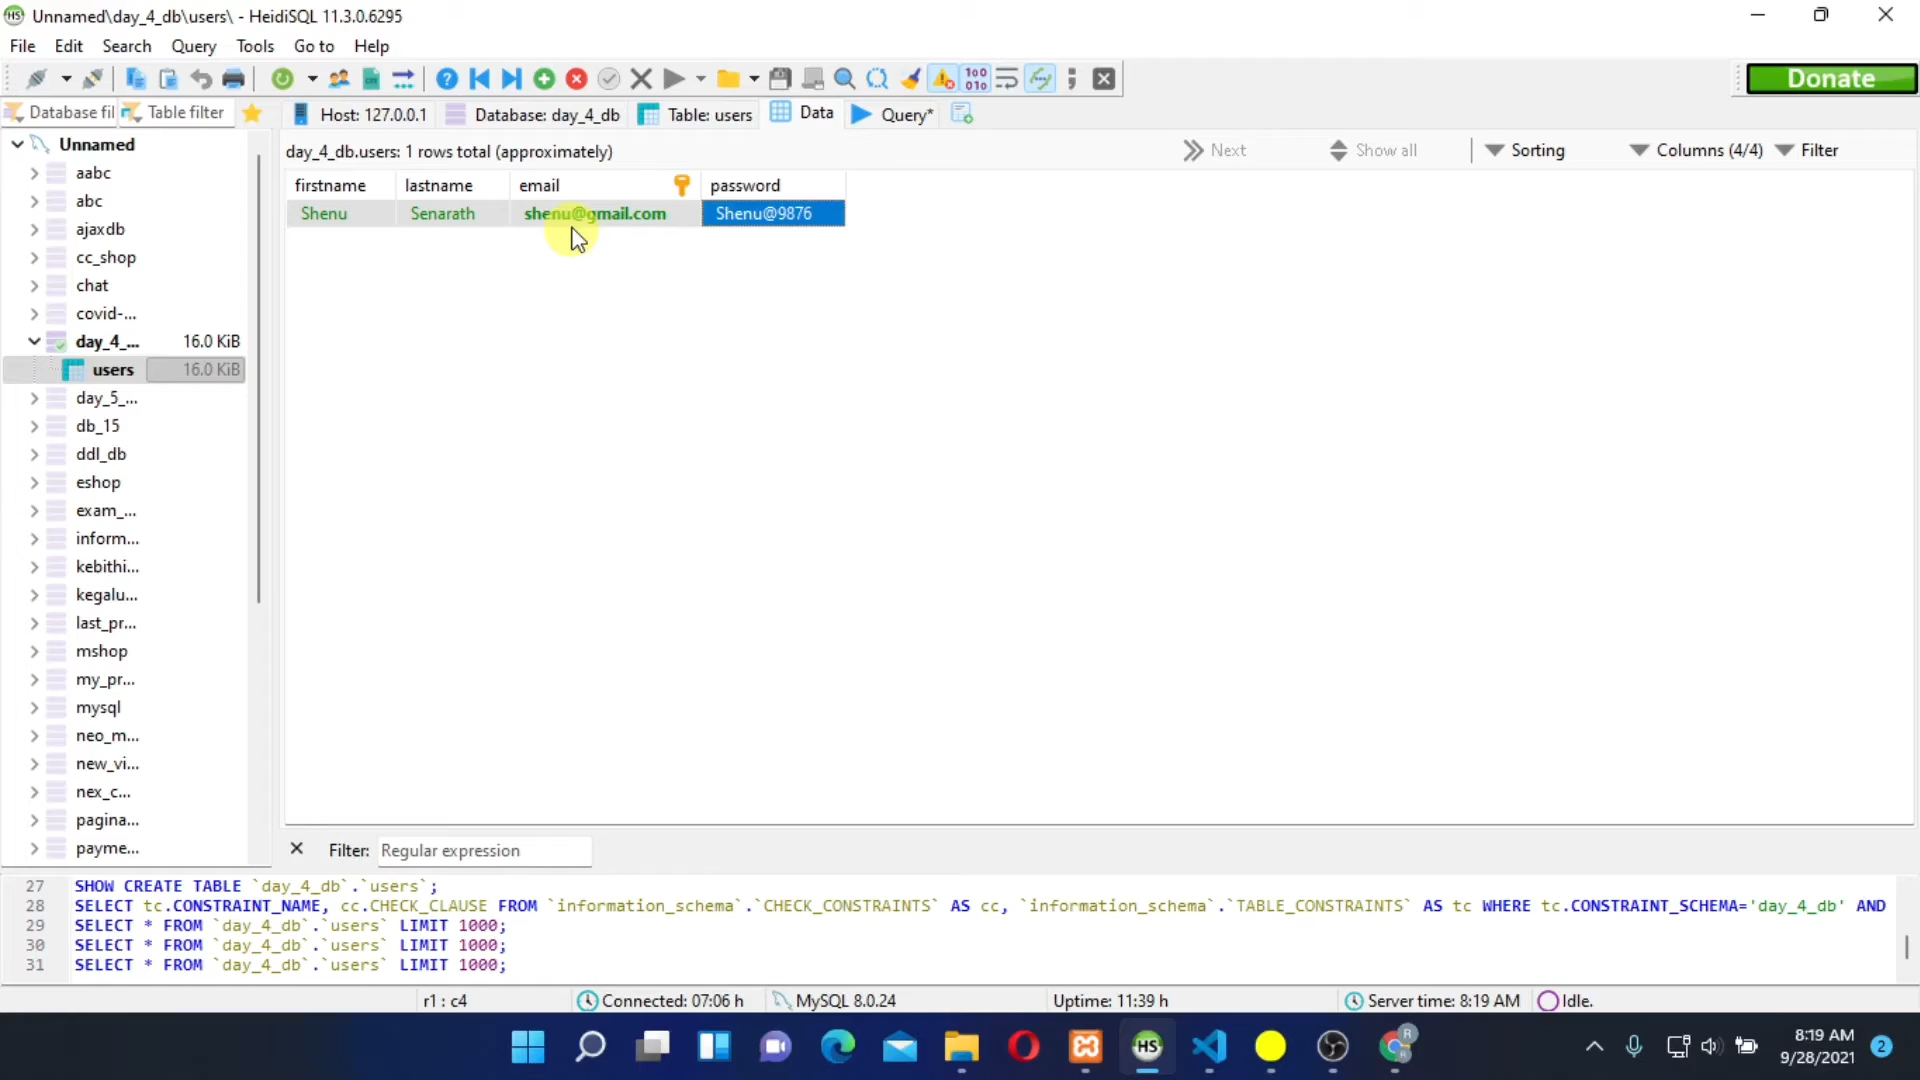 Unnamed\day_4_db\users\ - HeidiSQL 11.3.0.6295
File Edit Search Query Tools Go to Help
Donate
Database fil Table filter Host: 127.0.0.1 Database: day_4_db Table: users Data Query*
day_4_db.users: 1 rows total (approximately) Next Show all Sorting Columns (4/4) Filter
firstname lastname email password
Shenu Senarath shenu@gmail.com Shenu@9876
Unnamed
aabc
abc
ajaxdb
cc_shop
chat
covid-...
day_4_... 16.0 KiB
users 16.0 KiB
day_5_...
db_15
ddl_db
eshop
exam_...
inform...
kebithi...
kegalu...
last_pr...
mshop
my_pr...
mysql
neo_m...
new_vi...
nex_c...
pagina...
payme...
Filter: Regular expression
27 SHOW CREATE TABLE `day_4_db`.`users`;
28 SELECT tc.CONSTRAINT_NAME, cc.CHECK_CLAUSE FROM `information_schema`.`CHECK_CONSTRAINTS` AS cc, `information_schema`.`TABLE_CONSTRAINTS` AS tc WHERE tc.CONSTRAINT_SCHEMA='day_4_db' AND
29 SELECT * FROM `day_4_db`.`users` LIMIT 1000;
30 SELECT * FROM `day_4_db`.`users` LIMIT 1000;
31 SELECT * FROM `day_4_db`.`users` LIMIT 1000;
r1 : c4 Connected: 07:06 h MySQL 8.0.24 Uptime: 11:39 h Server time: 8:19 AM Idle.
HS
8:19 AM
9/28/2021 2